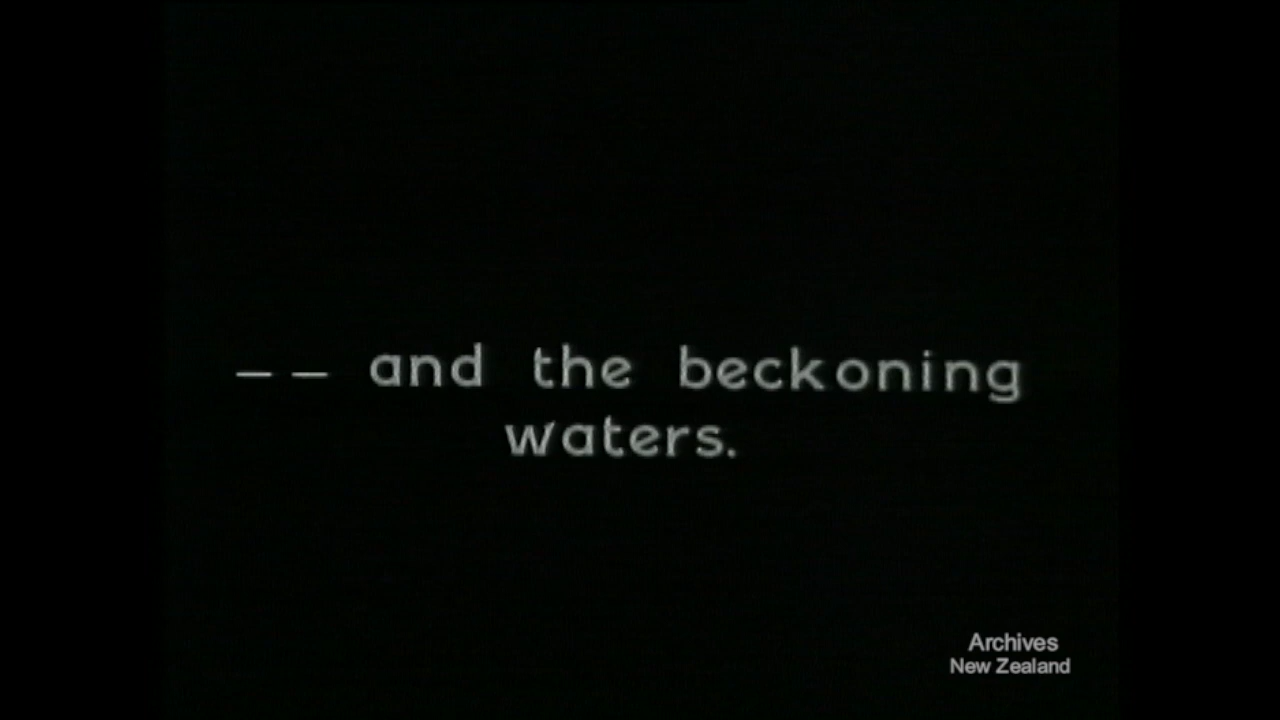 -- and the beckoning
waters.
Archives
New Zealand